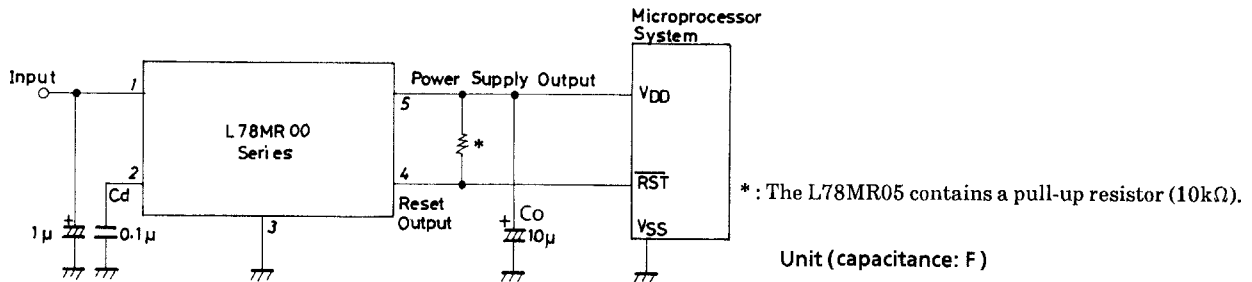 Microprocessor
System
Input
1
L78MR00
Series
5
Power Supply Output
VDD
*
2
Cd
4
Reset
Output
RST
* : The L78MR05 contains a pull-up resistor (10kΩ).
3
+
1µ
0.1µ
+
Co
10µ
VSS
Unit (capacitance: F)